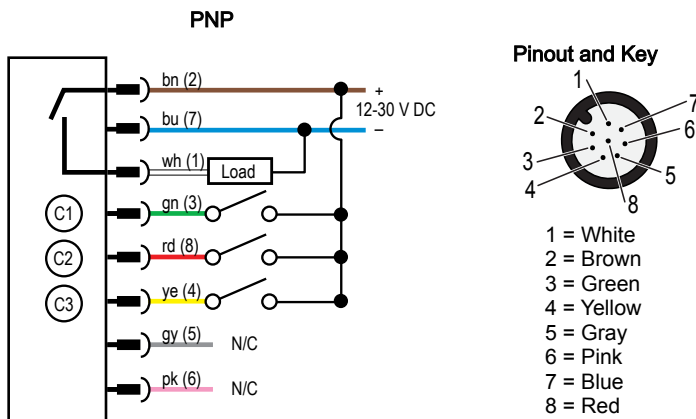 PNP
bn (2)
+
12-30 V DC
bu (7)
–
wh (1)
Load
C1
gn (3)
C2
rd (8)
C3
ye (4)
gy (5)
N/C
pk (6)
N/C
Pinout and Key
1
2
7
6
3
4
5
8
1 = White
2 = Brown
3 = Green
4 = Yellow
5 = Gray
6 = Pink
7 = Blue
8 = Red